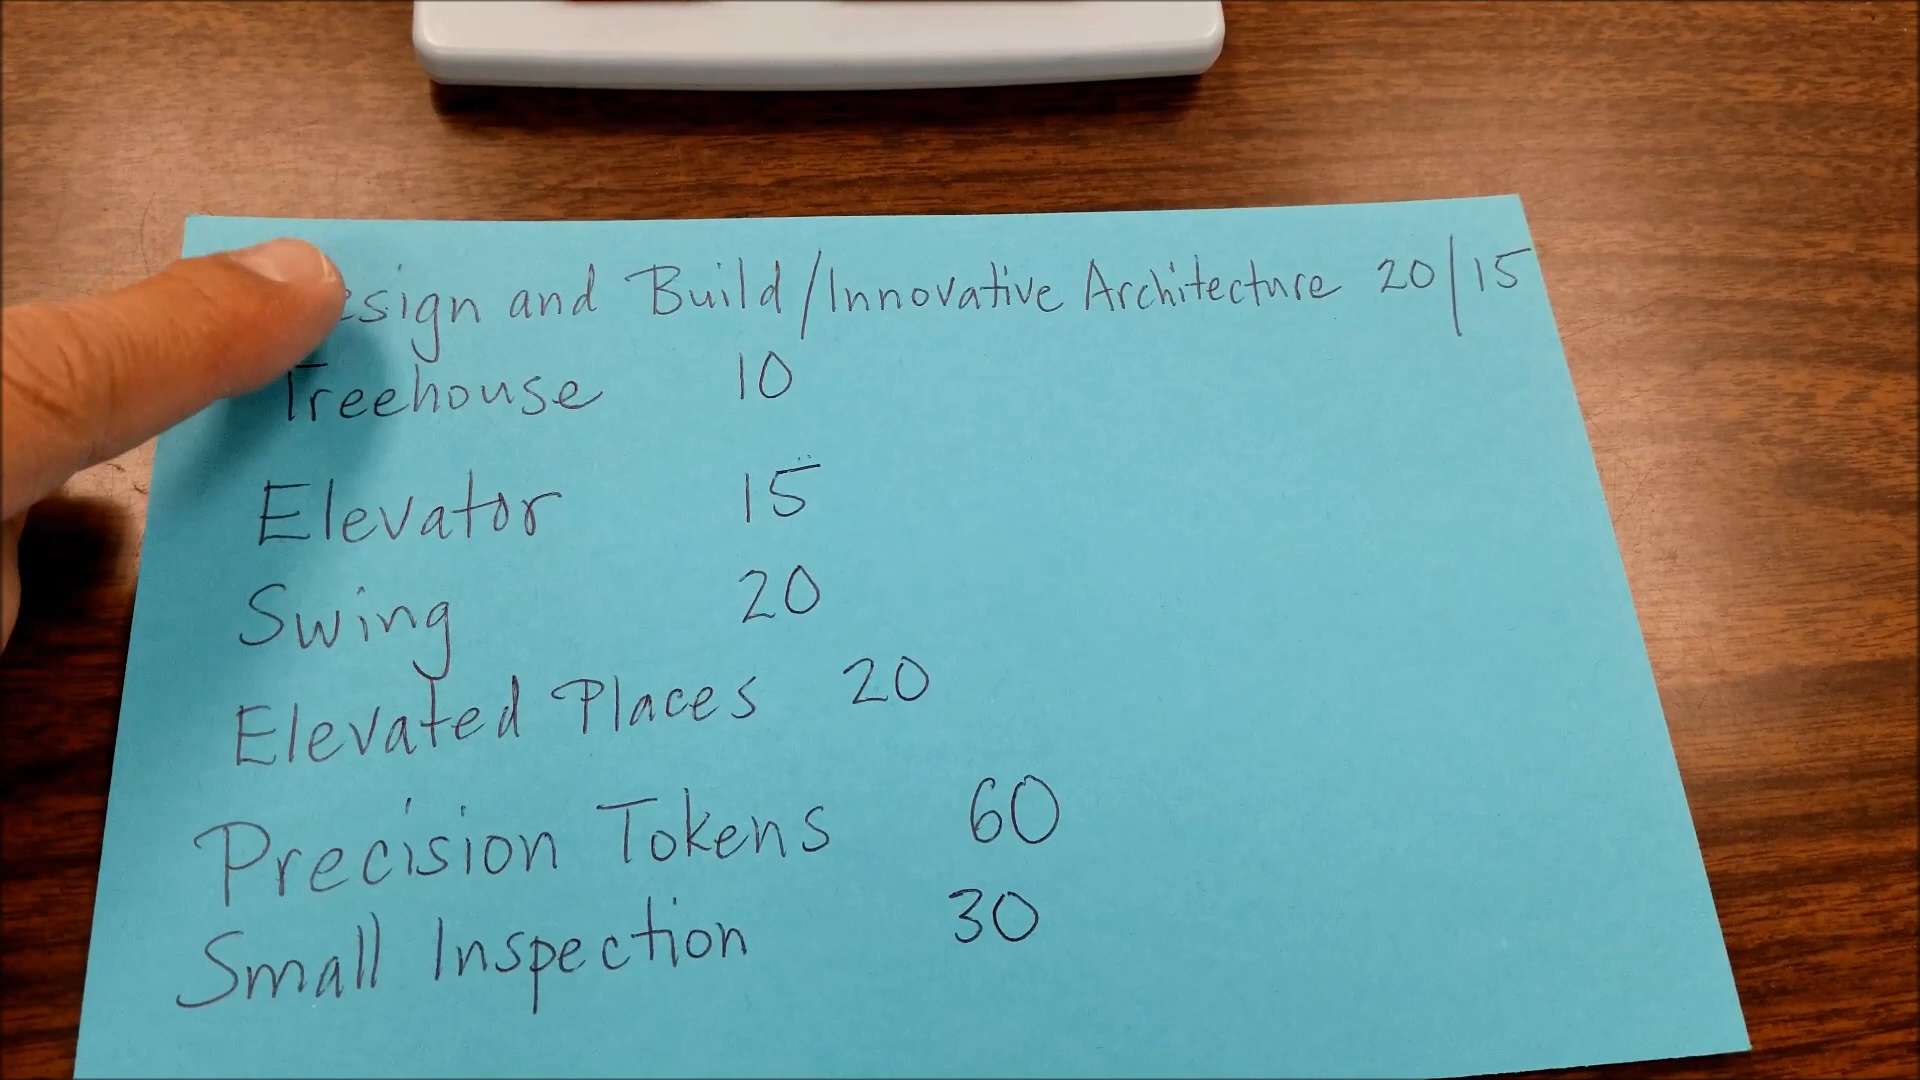 esign and Build/Innovative Architecture 20/15
Treehouse 10
Elevator 15
Swing 20
Elevated Places 20
Precision Tokens 60
Small Inspection 30